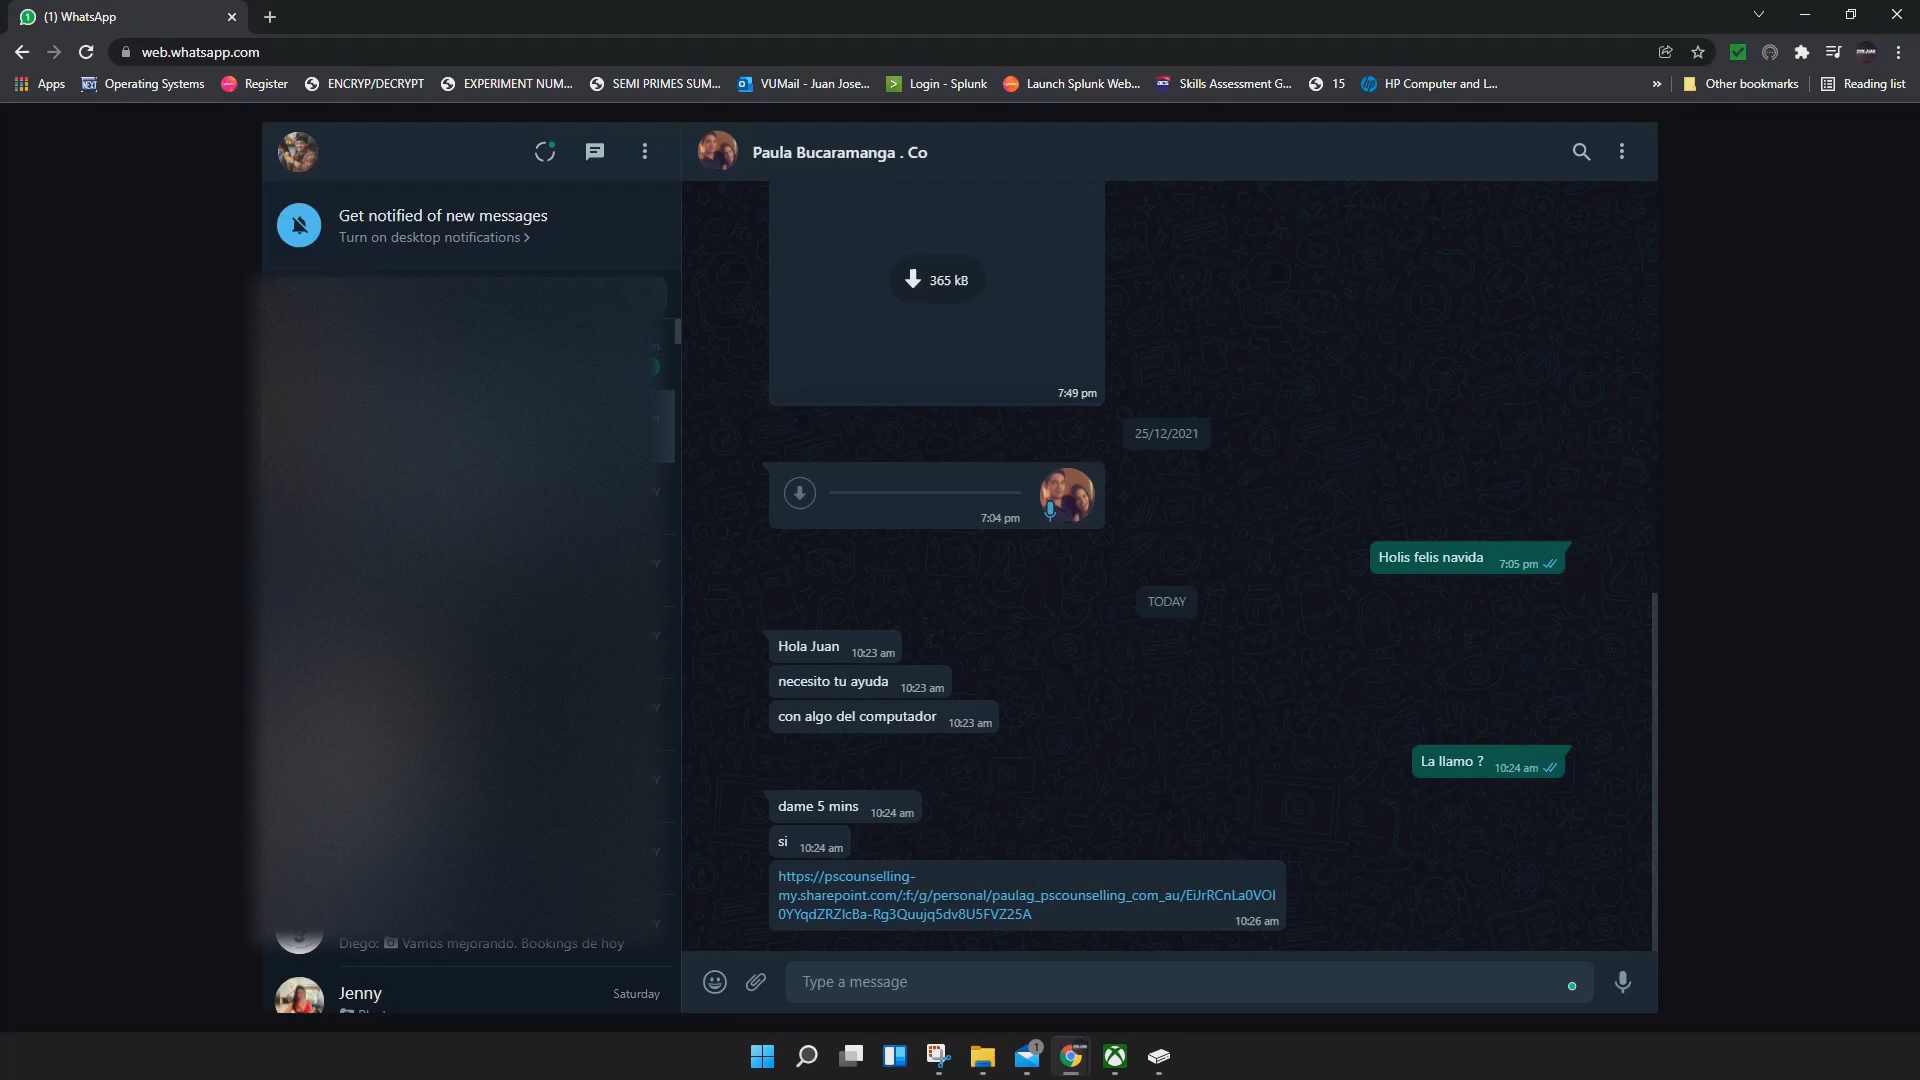 (1) WhatsApp
web.whatsapp.com
Apps
NEXT
Operating Systems
Register
ENCRYP/DECRYPT
EXPERIMENT NUM...
SEMI PRIMES SUM...
VUMail - Juan Jose...
Login - Splunk
Launch Splunk Web...
acs
Skills Assessment G...
15
HP Computer and L...
»
Other bookmarks
Reading list
Get notified of new messages
Turn on desktop notifications >
Diego: Vamos mejorando. Bookings de hoy
Jenny
Saturday
Paula Bucaramanga . Co
365 kB
7:49 pm
25/12/2021
7:04 pm
Holis felis navida 7:05 pm
TODAY
Hola Juan 10:23 am
necesito tu ayuda 10:23 am
con algo del computador 10:23 am
La llamo ? 10:24 am
dame 5 mins 10:24 am
si 10:24 am
https://pscounselling-
my.sharepoint.com/:f:/g/personal/paulag_pscounselling_com_au/EiJrRCnLa0VOl
0YYqdZRZIcBa-Rg3Quujq5dv8U5FVZ25A
10:26 am
Type a message
1